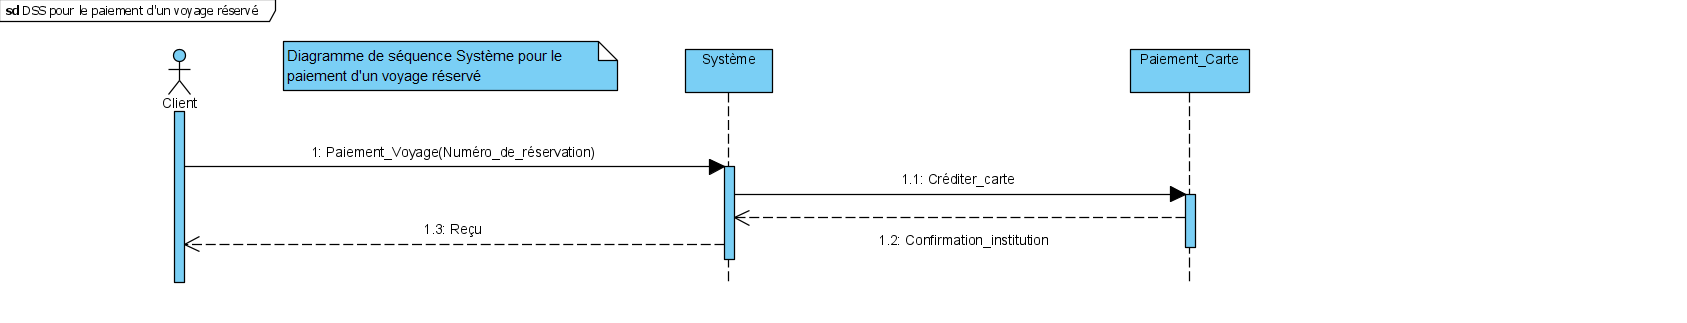 sd DSS pour le paiement d'un voyage réservé
Diagramme de séquence Système pour le
paiement d'un voyage réservé
Système
Paiement_Carte
Client
1: Paiement_Voyage(Numéro_de_réservation)
1.1: Créditer_carte
1.3: Reçu
1.2: Confirmation_institution